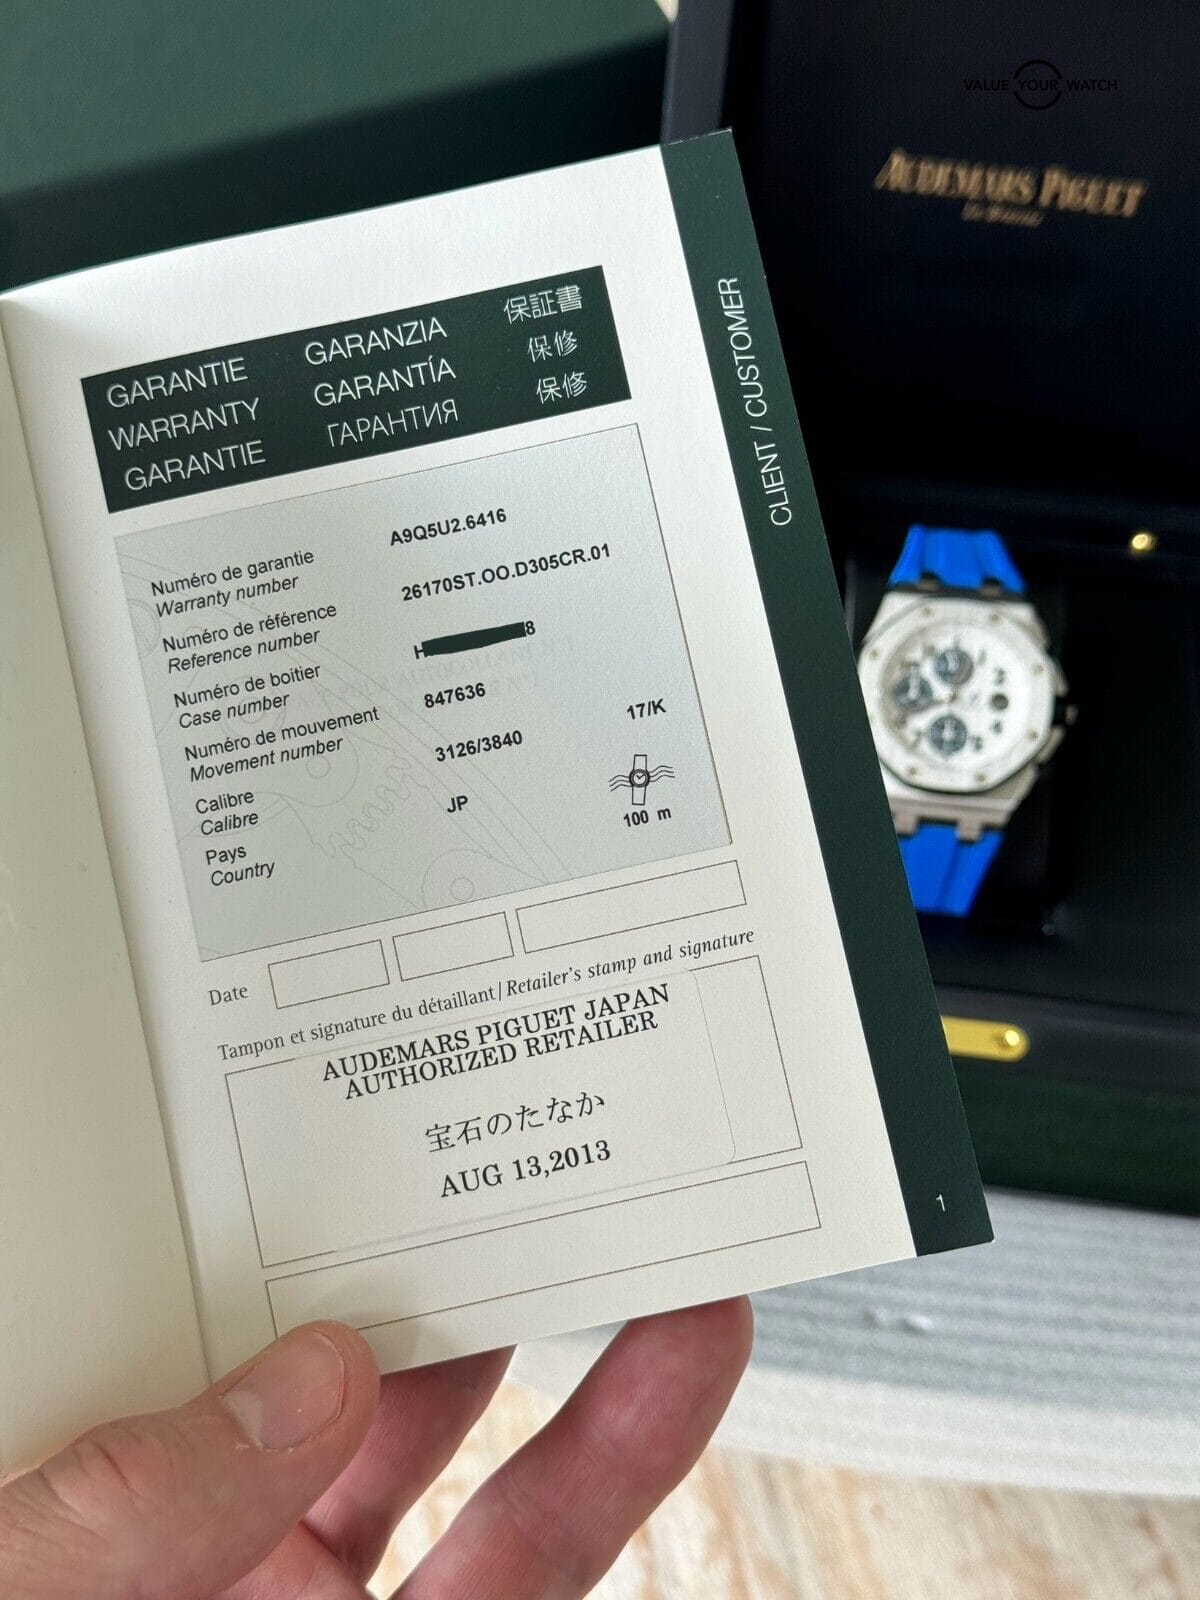 VALUE YOUR WATCH
AUDEMARS PIGUET
GARANTIE GARANZIA 保証書
WARRANTY GARANTÍA 保修
GARANTIE ГАРАНТИЯ 保修
CLIENT / CUSTOMER
Numéro de garantie A9Q5U2.6416
Warranty number
Numéro de référence 26170ST.OO.D305CR.01
Reference number
Numéro de boitier H 8
Case number
Numéro de mouvement 847636
Movement number
Calibre 3126/3840 17/K
Calibre
Pays JP
Country
100 m
Date
Tampon et signature du détaillant | Retailer's stamp and signature
AUDEMARS PIGUET JAPAN
AUTHORIZED RETAILER
宝石のたなか
AUG 13,2013
1